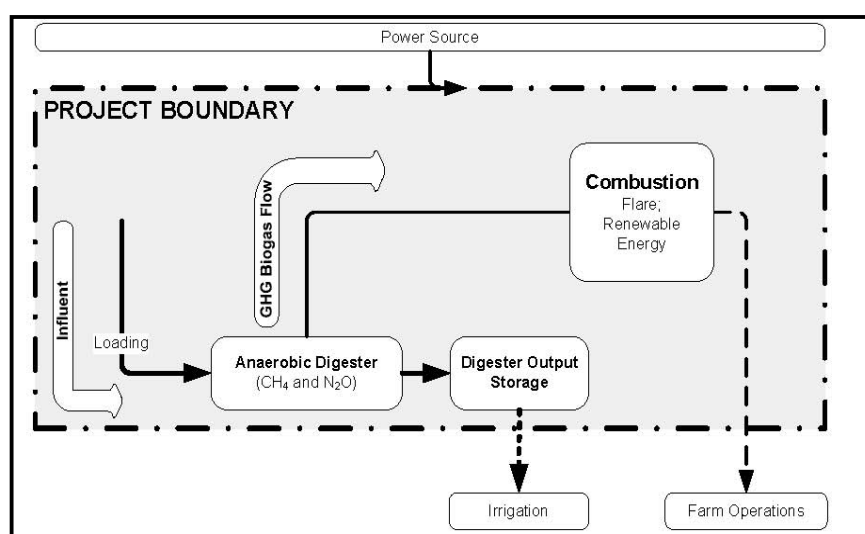 Power Source
PROJECT BOUNDARY
Combustion
Flare;
Renewable
Energy
GHG Biogas Flow
Influent
Loading
Anaerobic Digester
(CH₄ and N₂O)
Digester Output
Storage
Irrigation
Farm Operations